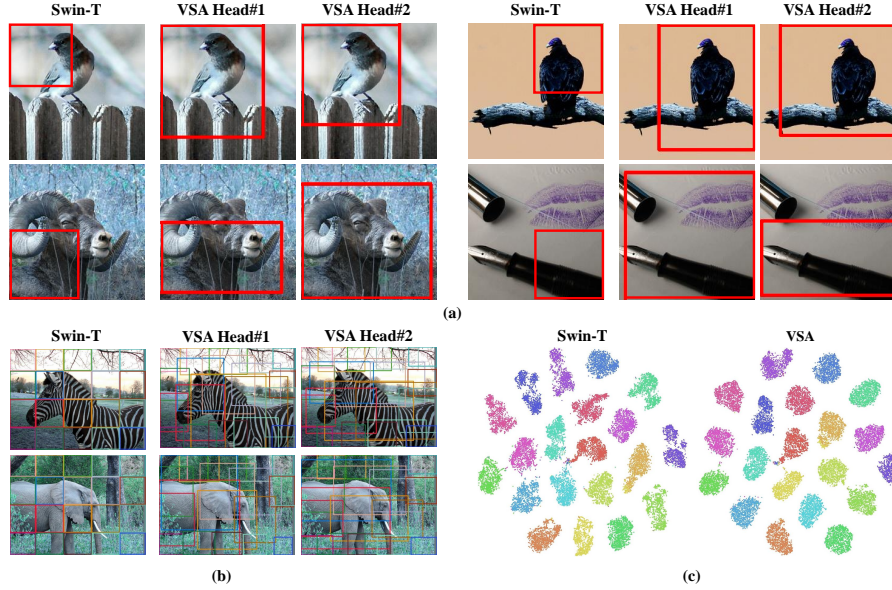 Swin-T VSA Head#1 VSA Head#2 Swin-T VSA Head#1 VSA Head#2
(a)
Swin-T VSA Head#1 VSA Head#2 Swin-T VSA
(b) (c)